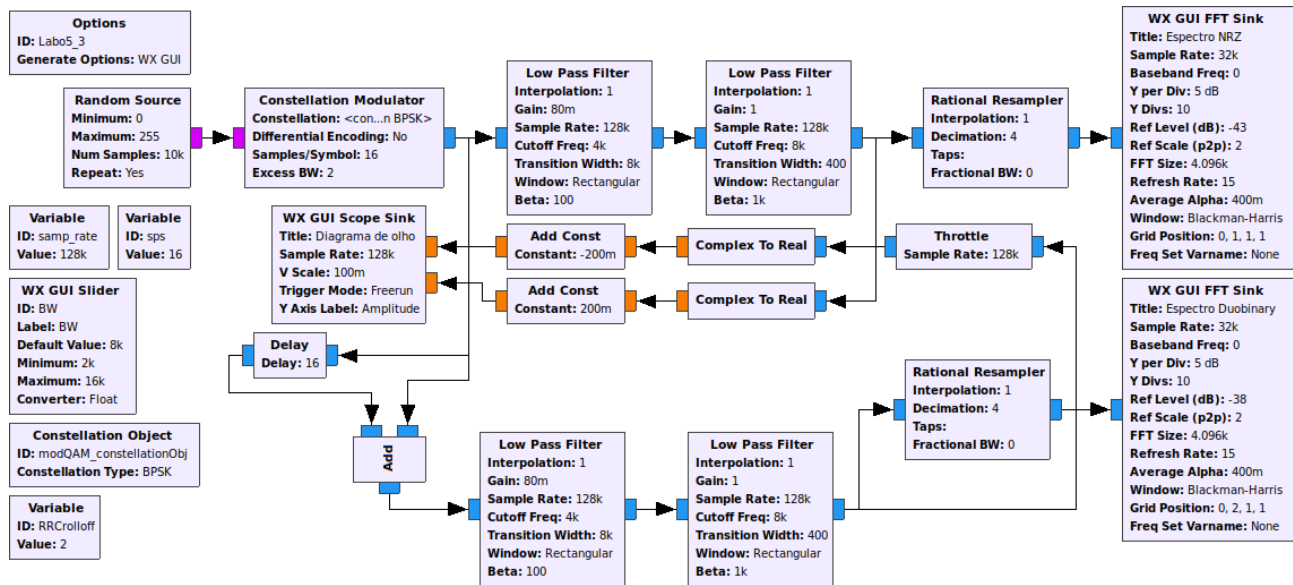 Options
ID: Labo5_3
Generate Options: WX GUI
Random Source
Minimum: 0
Maximum: 255
Num Samples: 10k
Repeat: Yes
Constellation Modulator
Constellation: <con...n BPSK>
Differential Encoding: No
Samples/Symbol: 16
Excess BW: 2
Low Pass Filter
Interpolation: 1
Gain: 80m
Sample Rate: 128k
Cutoff Freq: 4k
Transition Width: 8k
Window: Rectangular
Beta: 100
Low Pass Filter
Interpolation: 1
Gain: 1
Sample Rate: 128k
Cutoff Freq: 8k
Transition Width: 400
Window: Rectangular
Beta: 1k
Rational Resampler
Interpolation: 1
Decimation: 4
Taps:
Fractional BW: 0
WX GUI FFT Sink
Title: Espectro NRZ
Sample Rate: 32k
Baseband Freq: 0
Y per Div: 5 dB
Y Divs: 10
Ref Level (dB): -43
Ref Scale (p2p): 2
FFT Size: 4.096k
Refresh Rate: 15
Average Alpha: 400m
Window: Blackman-Harris
Grid Position: 0, 1, 1, 1
Freq Set Varname: None
Variable
ID: samp_rate
Value: 128k
Variable
ID: sps
Value: 16
WX GUI Scope Sink
Title: Diagrama de olho
Sample Rate: 128k
V Scale: 100m
Trigger Mode: Freerun
Y Axis Label: Amplitude
Add Const
Constant: -200m
Complex To Real
Throttle
Sample Rate: 128k
Add Const
Constant: 200m
Complex To Real
WX GUI Slider
ID: BW
Label: BW
Default Value: 8k
Minimum: 2k
Maximum: 16k
Converter: Float
Delay
Delay: 16
WX GUI FFT Sink
Title: Espectro Duobinary
Sample Rate: 32k
Baseband Freq: 0
Y per Div: 5 dB
Y Divs: 10
Ref Level (dB): -38
Ref Scale (p2p): 2
FFT Size: 4.096k
Refresh Rate: 15
Average Alpha: 400m
Window: Blackman-Harris
Grid Position: 0, 2, 1, 1
Freq Set Varname: None
Rational Resampler
Interpolation: 1
Decimation: 4
Taps:
Fractional BW: 0
Constellation Object
ID: modQAM_constellationObj
Constellation Type: BPSK
Add
Low Pass Filter
Interpolation: 1
Gain: 80m
Sample Rate: 128k
Cutoff Freq: 4k
Transition Width: 8k
Window: Rectangular
Beta: 100
Low Pass Filter
Interpolation: 1
Gain: 1
Sample Rate: 128k
Cutoff Freq: 8k
Transition Width: 400
Window: Rectangular
Beta: 1k
Variable
ID: RRCrolloff
Value: 2